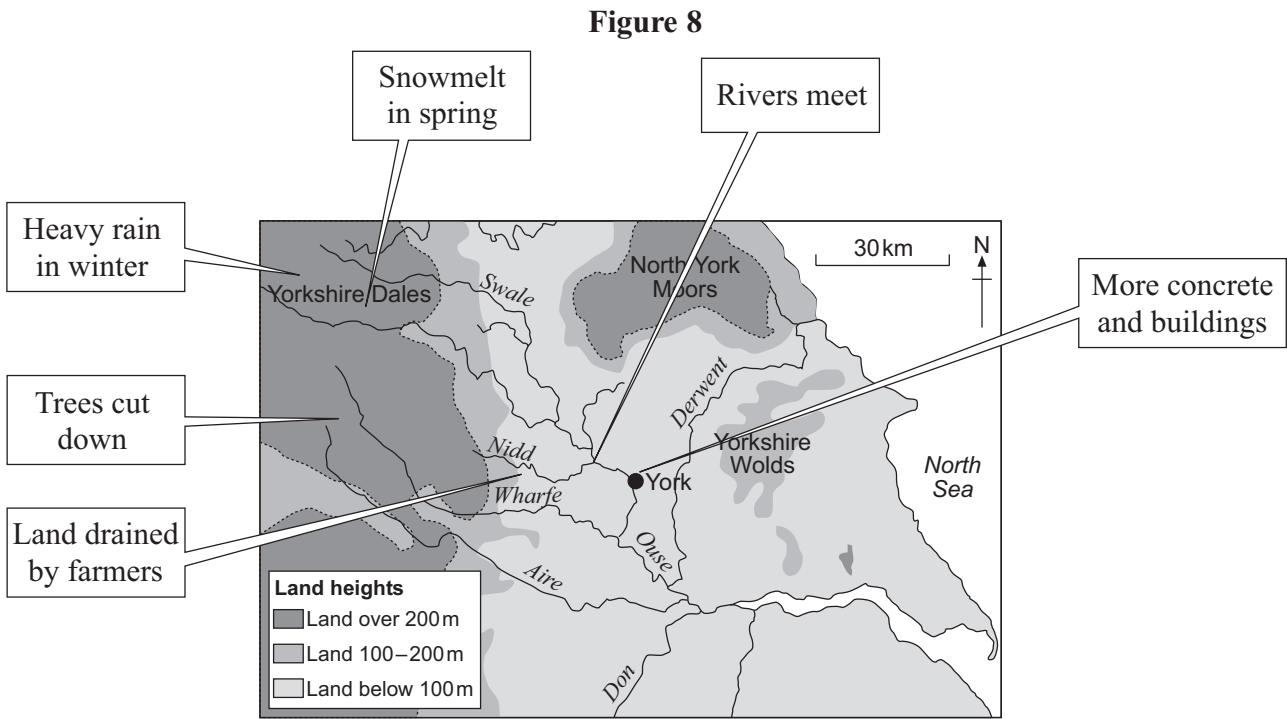 Figure 8
Snowmelt
in spring
Rivers meet
Heavy rain
in winter
More concrete
and buildings
Trees cut
down
Land drained
by farmers
30 km
N
North York
Moors
Yorkshire Dales
Swale
Derwent
Nidd
Yorkshire
Wolds
North
Sea
York
Wharfe
Ouse
Aire
Don
Land heights
Land over 200 m
Land 100–200 m
Land below 100 m